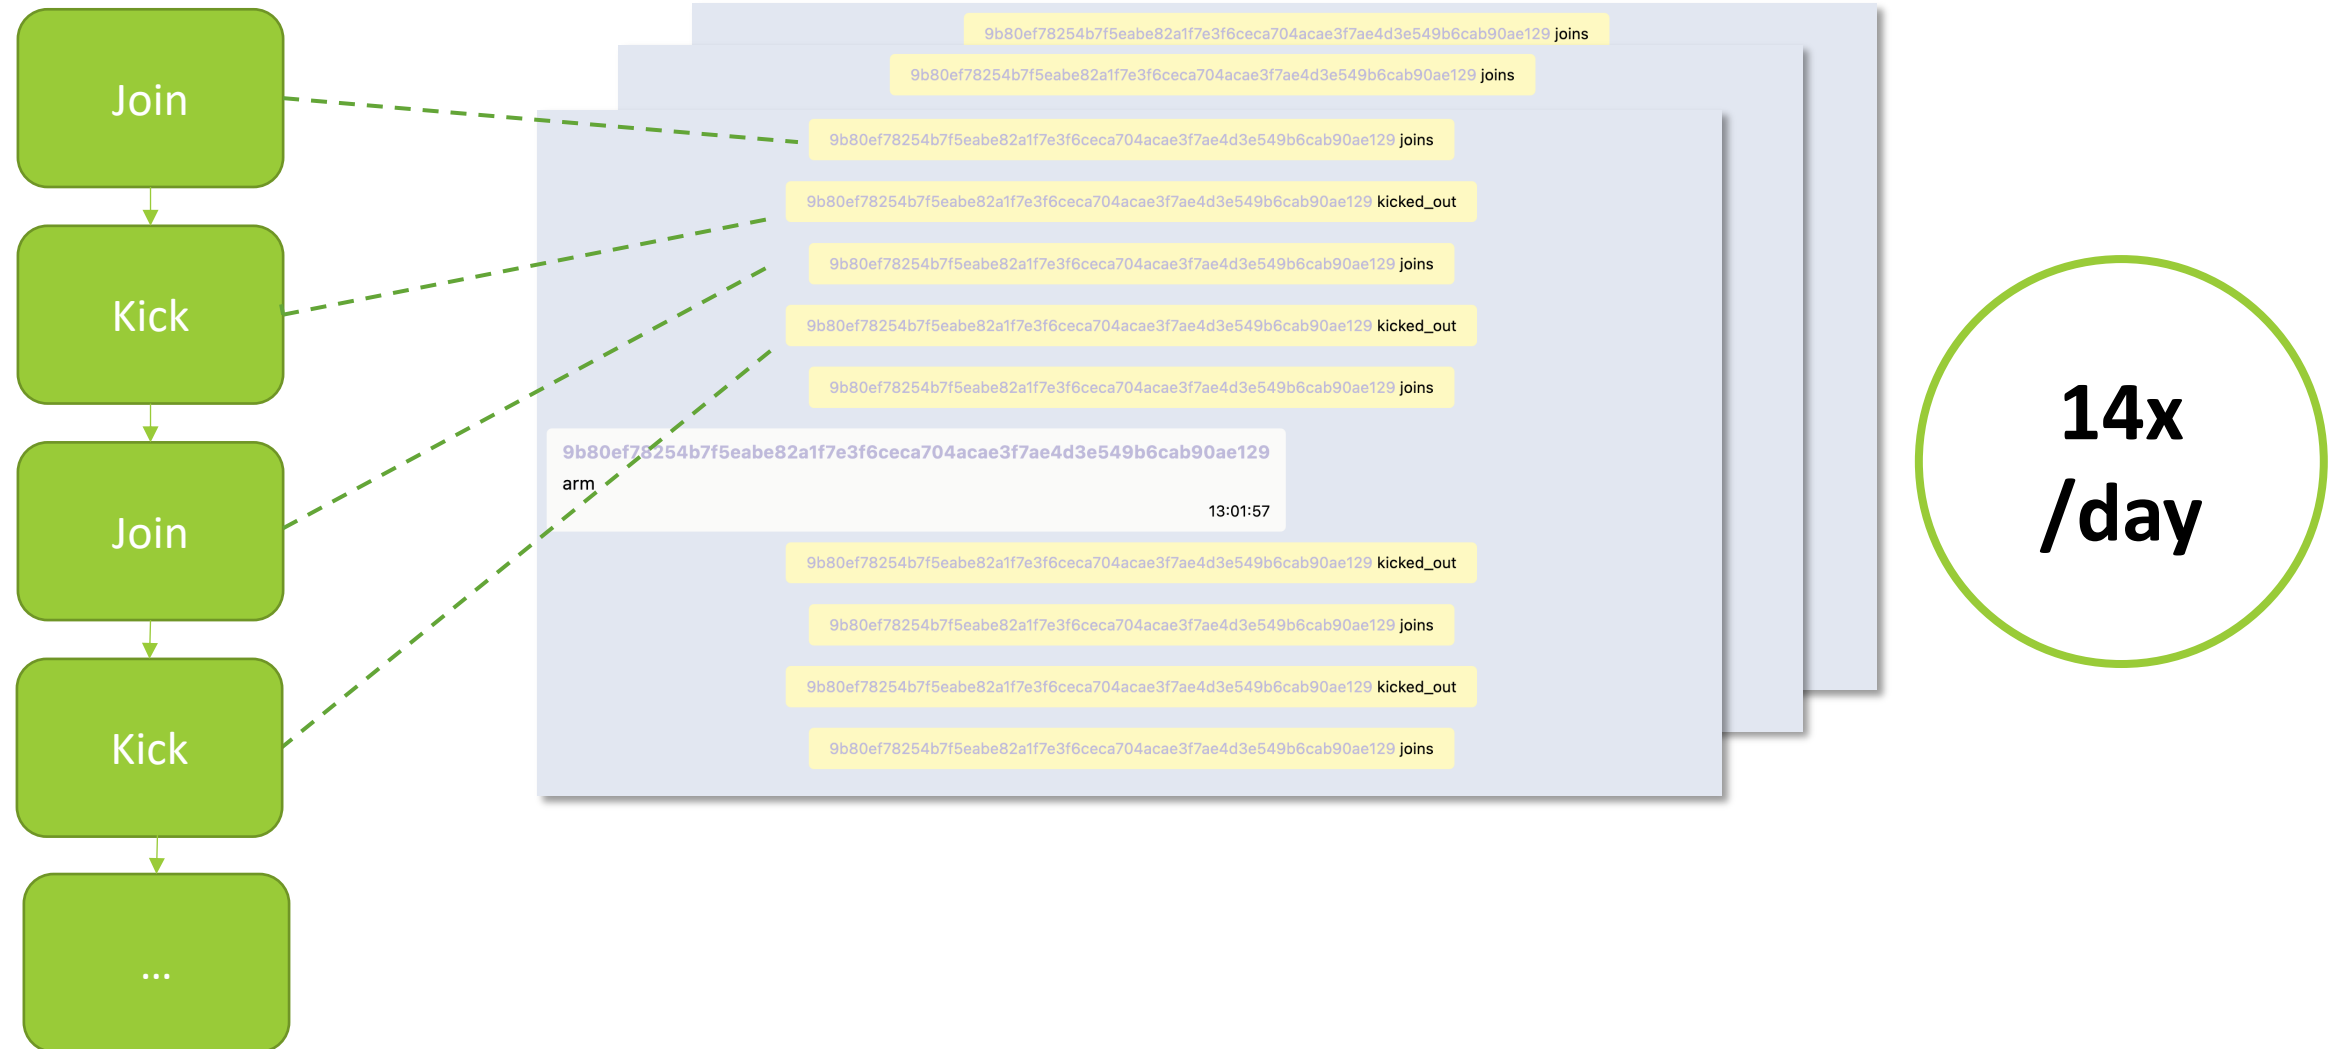 Join
Kick
Join
Kick
...
9b80ef78254b7f5eabe82a1f7e3f6ceca704acae3f7ae4d3e549b6cab90ae129 joins
9b80ef78254b7f5eabe82a1f7e3f6ceca704acae3f7ae4d3e549b6cab90ae129 joins
9b80ef78254b7f5eabe82a1f7e3f6ceca704acae3f7ae4d3e549b6cab90ae129 joins
9b80ef78254b7f5eabe82a1f7e3f6ceca704acae3f7ae4d3e549b6cab90ae129 kicked_out
9b80ef78254b7f5eabe82a1f7e3f6ceca704acae3f7ae4d3e549b6cab90ae129 joins
9b80ef78254b7f5eabe82a1f7e3f6ceca704acae3f7ae4d3e549b6cab90ae129 kicked_out
9b80ef78254b7f5eabe82a1f7e3f6ceca704acae3f7ae4d3e549b6cab90ae129 joins
9b80ef78254b7f5eabe82a1f7e3f6ceca704acae3f7ae4d3e549b6cab90ae129
arm
13:01:57
9b80ef78254b7f5eabe82a1f7e3f6ceca704acae3f7ae4d3e549b6cab90ae129 kicked_out
9b80ef78254b7f5eabe82a1f7e3f6ceca704acae3f7ae4d3e549b6cab90ae129 joins
9b80ef78254b7f5eabe82a1f7e3f6ceca704acae3f7ae4d3e549b6cab90ae129 kicked_out
9b80ef78254b7f5eabe82a1f7e3f6ceca704acae3f7ae4d3e549b6cab90ae129 joins
14x
/day